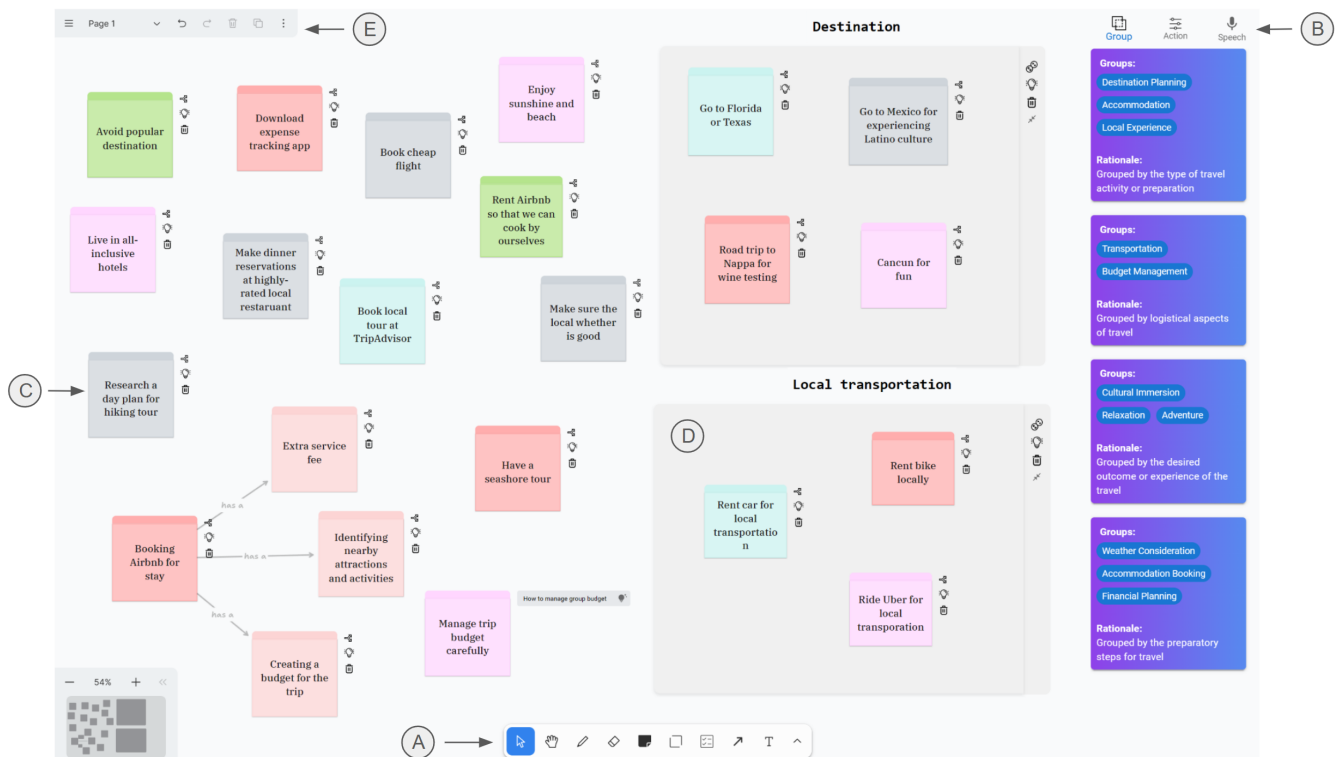 Page 1
E
Destination
Group
Action
Speech
B
Avoid popular
destination
Download
expense
tracking app
Book cheap
flight
Enjoy
sunshine and
beach
Go to Florida
or Texas
Go to Mexico for
experiencing
Latino culture
Groups:
Destination Planning
Accommodation
Local Experience
Rationale:
Grouped by the type of travel
activity or preparation
Live in all-
inclusive
hotels
Make dinner
reservations
at highly-
rated local
restaruant
Rent Airbnb
so that we can
cook by
ourselves
Road trip to
Nappa for
wine testing
Cancun for
fun
Groups:
Transportation
Budget Management
Rationale:
Grouped by logistical aspects
of travel
Book local
tour at
TripAdvisor
Make sure the
local whether
is good
C
Research a
day plan for
hiking tour
Local transportation
Groups:
Cultural Immersion
Relaxation
Adventure
Rationale:
Grouped by the desired
outcome or experience of the
travel
Extra service
fee
Have a
seashore tour
D
Rent bike
locally
Rent car for
local
transportatio
n
has a
Booking
Airbnb for
stay
has a
Identifying
nearby
attractions
and activities
has a
Creating a
budget for the
trip
Manage trip
budget
carefully
How to manage group budget
Ride Uber for
local
transporation
Groups:
Weather Consideration
Accommodation Booking
Financial Planning
Rationale:
Grouped by the preparatory
steps for travel
54%
A
T